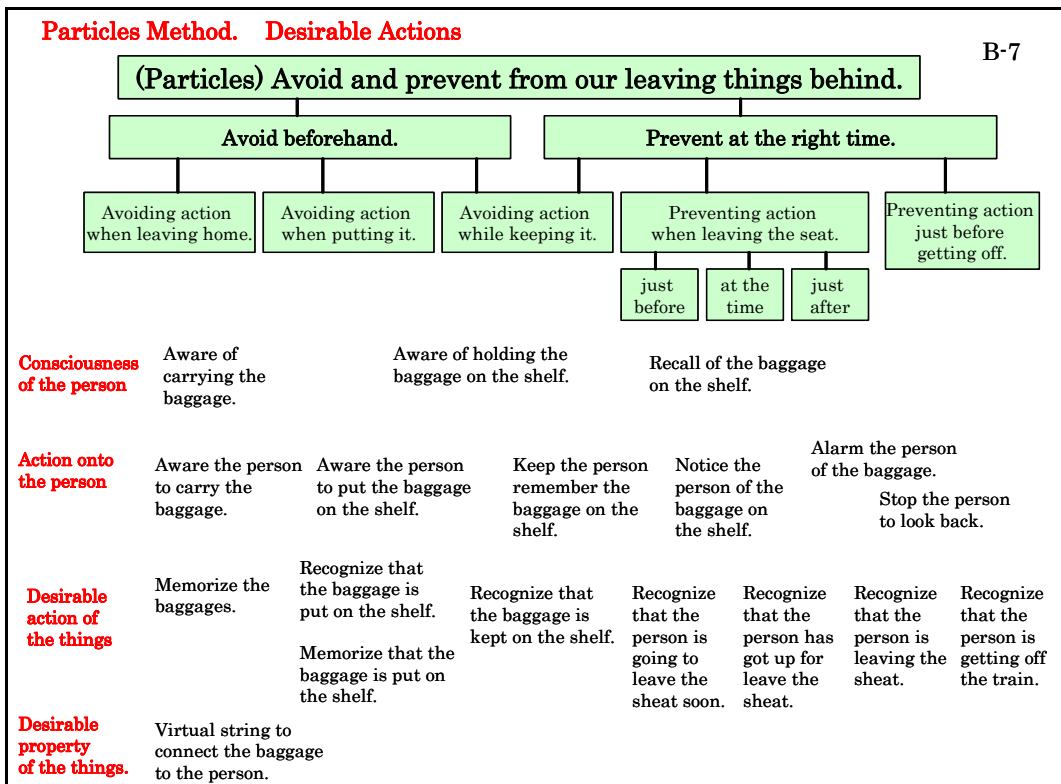 Particles Method. Desirable Actions
B-7
(Particles) Avoid and prevent from our leaving things behind.
Avoid beforehand.
Prevent at the right time.
Avoiding action
when leaving home.
Avoiding action
when putting it.
Avoiding action
while keeping it.
Preventing action
when leaving the seat.
Preventing action
just before
getting off.
just
before
at the
time
just
after
Consciousness
of the person
Aware of
carrying the
baggage.
Aware of holding the
baggage on the shelf.
Recall of the baggage
on the shelf.
Action onto
the person
Aware the person
to carry the
baggage.
Aware the person
to put the baggage
on the shelf.
Keep the person
remember the
baggage on the
shelf.
Notice the
person of the
baggage on
the shelf.
Alarm the person
of the baggage.
Stop the person
to look back.
Desirable
action of
the things
Memorize the
baggages.
Recognize that
the baggage is
put on the shelf.
Memorize that the
baggage is put on
the shelf.
Recognize that
the baggage is
kept on the shelf.
Recognize
that the
person is
going to
leave the
sheat soon.
Recognize
that the
person has
got up for
leave the
sheat.
Recognize
that the
person is
leaving the
sheat.
Recognize
that the
person is
getting off
the train.
Desirable
property
of the things.
Virtual string to
connect the baggage
to the person.